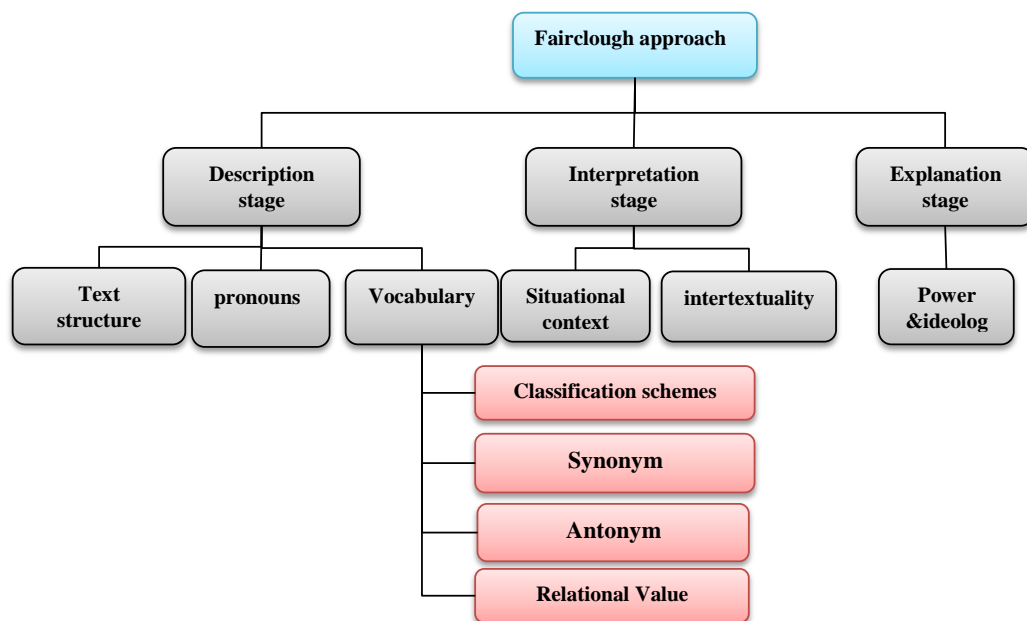 Fairclough approach
Description
stage
Interpretation
stage
Explanation
stage
Text
structure
pronouns
Vocabulary
Situational
context
intertextuality
Power
&ideolog
Classification schemes
Synonym
Antonym
Relational Value